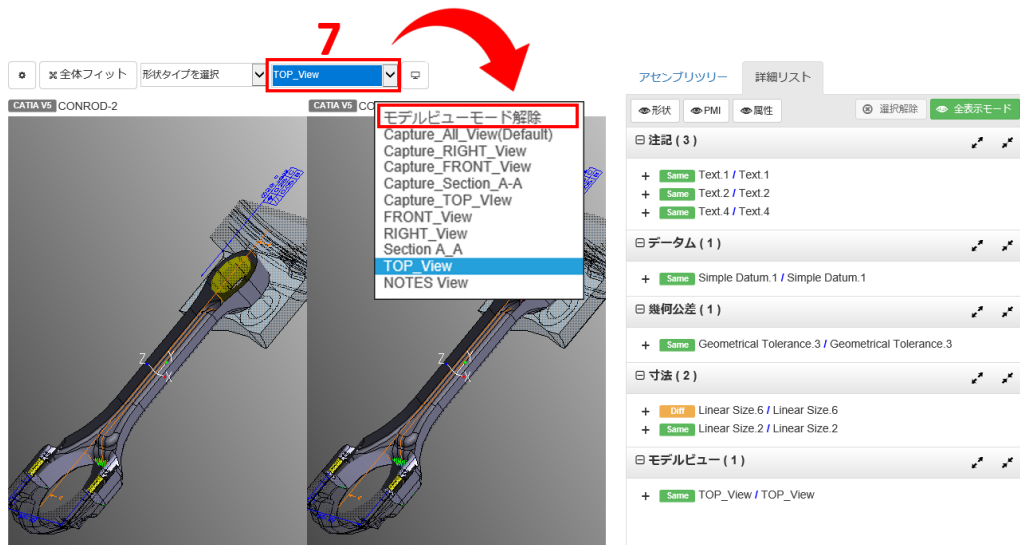 7
全体フィット
形状タイプを選択
TOP_View
CATIA V5 CONROD-2
CATIA V5 CO
モデルビューモード解除
Capture_All_View(Default)
Capture_RIGHT_View
Capture_FRONT_View
Capture_Section_A-A
Capture_TOP_VIew
FRONT_View
RIGHT_View
Section A_A
TOP_View
NOTES View
Z
Y
X
Z
Y
X
アセンブリツリー
詳細リスト
形状
PMI
属性
選択解除
全表示モード
注記 ( 3 )
+ Same Text.1 / Text.1
+ Same Text.2 / Text.2
+ Same Text.4 / Text.4
データム ( 1 )
+ Same Simple Datum.1 / Simple Datum.1
幾何公差 ( 1 )
+ Same Geometrical Tolerance.3 / Geometrical Tolerance.3
寸法 ( 2 )
+ Diff Linear Size.6 / Linear Size.6
+ Same Linear Size.2 / Linear Size.2
モデルビュー ( 1 )
+ Same TOP_View / TOP_View